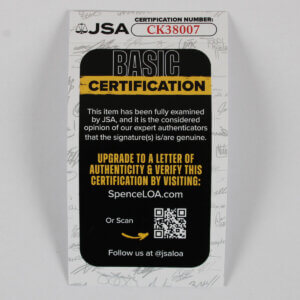 JSA CERTIFICATION NUMBER:
CK38007
BASIC
CERTIFICATION
This item has been fully examined
by JSA, and it is the considered
opinion of our expert authenticators
that the signature(s) is/are genuine.
UPGRADE TO A LETTER OF
AUTHENTICITY & VERIFY THIS
CERTIFICATION BY VISITING:
SpenceLOA.com
Or Scan
Follow us at @jsaloa